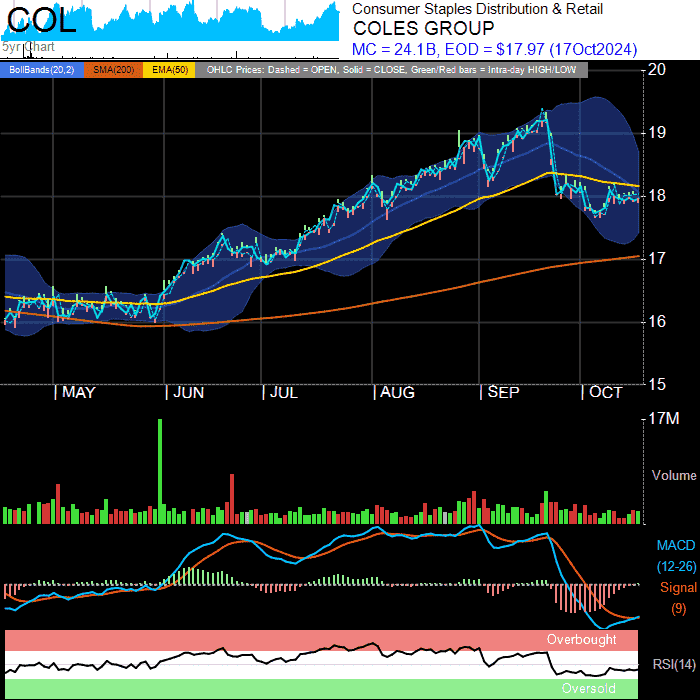 COL
5yr Chart
Consumer Staples Distribution & Retail
COLES GROUP
MC = 24.1B, EOD = $17.97 (17Oct2024)
BollBands(20,2) SMA(200) EMA(50) OHLC Prices: Dashed = OPEN, Solid = CLOSE, Green/Red bars = Intra-day HIGH/LOW
20
19
18
17
16
15
MAY JUN JUL AUG SEP OCT
17M
Volume
MACD
(12-26)
Signal
(9)
Overbought
RSI(14)
Oversold